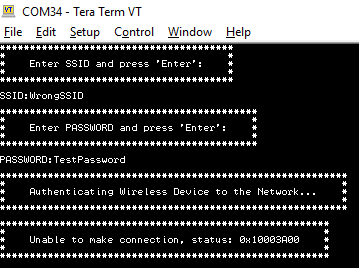 COM34 - Tera Term VT
File Edit Setup Control Window Help
***************************************
*    Enter SSID and press 'Enter':    *
***************************************
SSID:WrongSSID
*******************************************
*    Enter PASSWORD and press 'Enter':    *
*******************************************
PASSWORD:TestPassword
**********************************************************
*    Authenticating Wireless Device to the Network...    *
**********************************************************
*******************************************************
*    Unable to make connection, status: 0x10003A00    *
*******************************************************